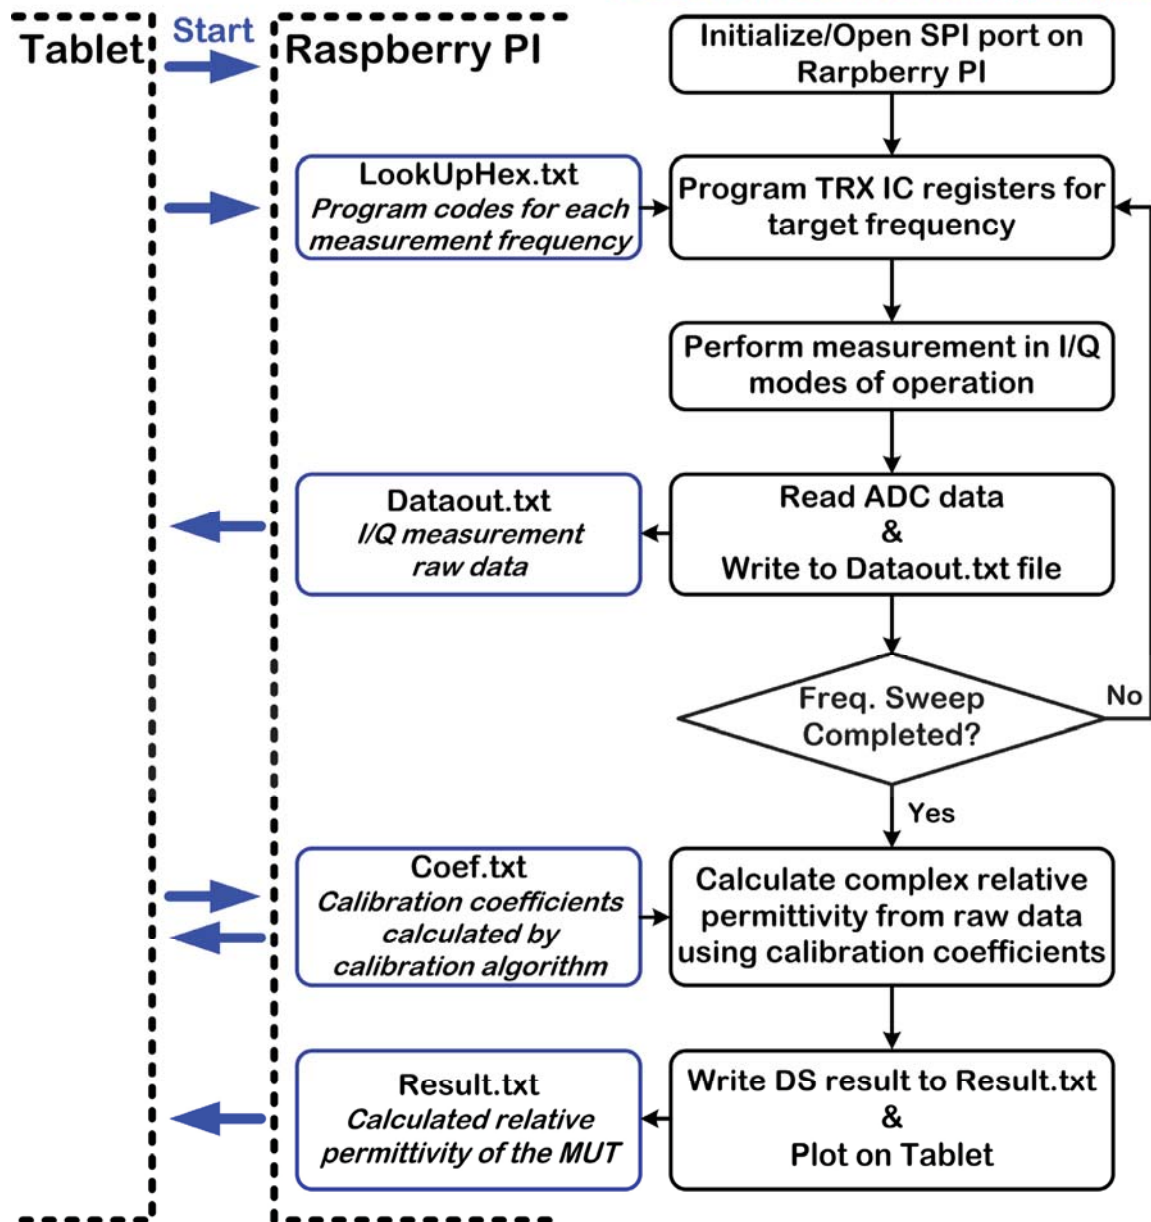 Tablet
Start
Raspberry PI
Initialize/Open SPI port on
Rarpberry PI
LookUpHex.txt
Program codes for each
measurement frequency
Program TRX IC registers for
target frequency
Perform measurement in I/Q
modes of operation
Dataout.txt
I/Q measurement
raw data
Read ADC data
&
Write to Dataout.txt file
Freq. Sweep
Completed?
No
Yes
Coef.txt
Calibration coefficients
calculated by
calibration algorithm
Calculate complex relative
permittivity from raw data
using calibration coefficients
Result.txt
Calculated relative
permittivity of the MUT
Write DS result to Result.txt
&
Plot on Tablet